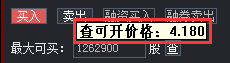 买入 卖出 融资买入 融券卖出
查可开价格: 4.180
最大可买: 1262900 股 查